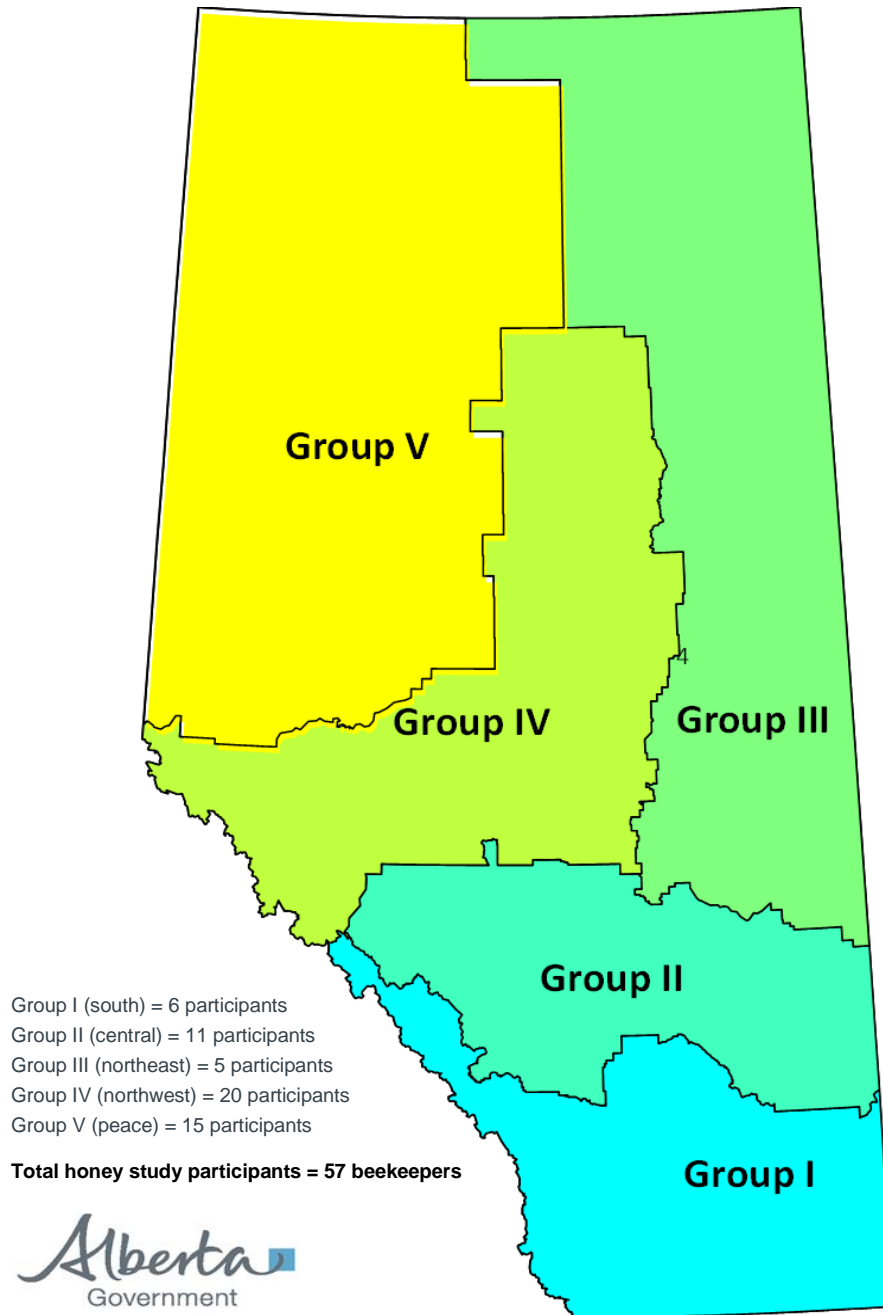 Group V
4
Group IV
Group III
Group II
Group I (south) = 6 participants
Group II (central) = 11 participants
Group III (northeast) = 5 participants
Group IV (northwest) = 20 participants
Group V (peace) = 15 participants
Total honey study participants = 57 beekeepers
Group I
Alberta
Government